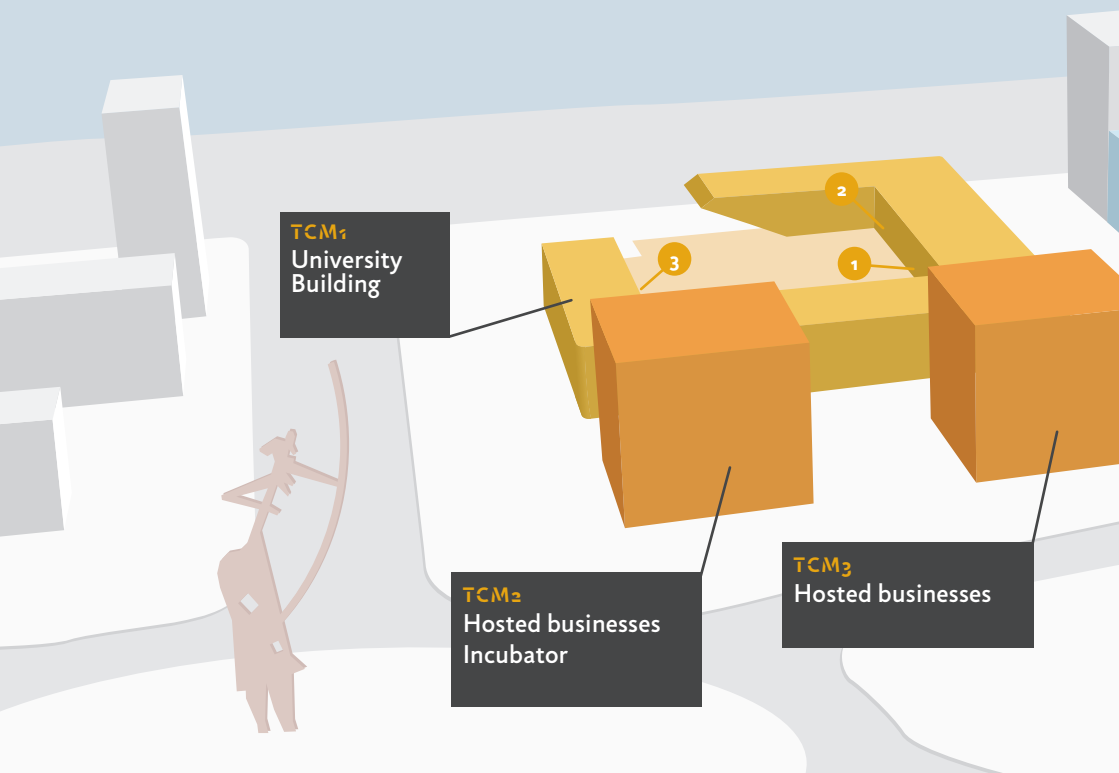 TCM1
University
Building
2
1
3
TCM2
Hosted businesses
Incubator
TCM3
Hosted businesses